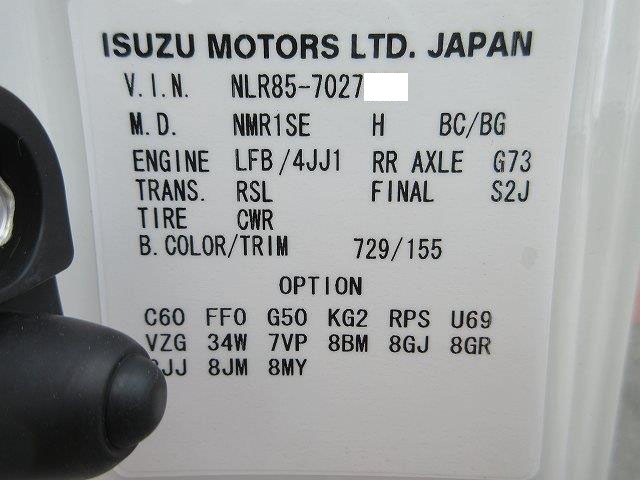 ISUZU MOTORS LTD. JAPAN
V.I.N. NLR85-7027
M.D. NMR1SE H BC/BG
ENGINE LFB/4JJ1 RR AXLE G73
TRANS. RSL FINAL S2J
TIRE CWR
B.COLOR/TRIM 729/155
OPTION
C60 FF0 G50 KG2 RPS U69
VZG 34W 7VP 8BM 8GJ 8GR
8JM 8MY